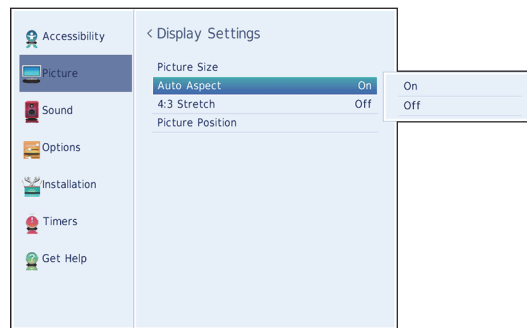 Accessibility
Picture
Sound
Options
Installation
Timers
Get Help
< Display Settings
Picture Size
Auto Aspect On
4:3 Stretch Off
Picture Position
On
Off